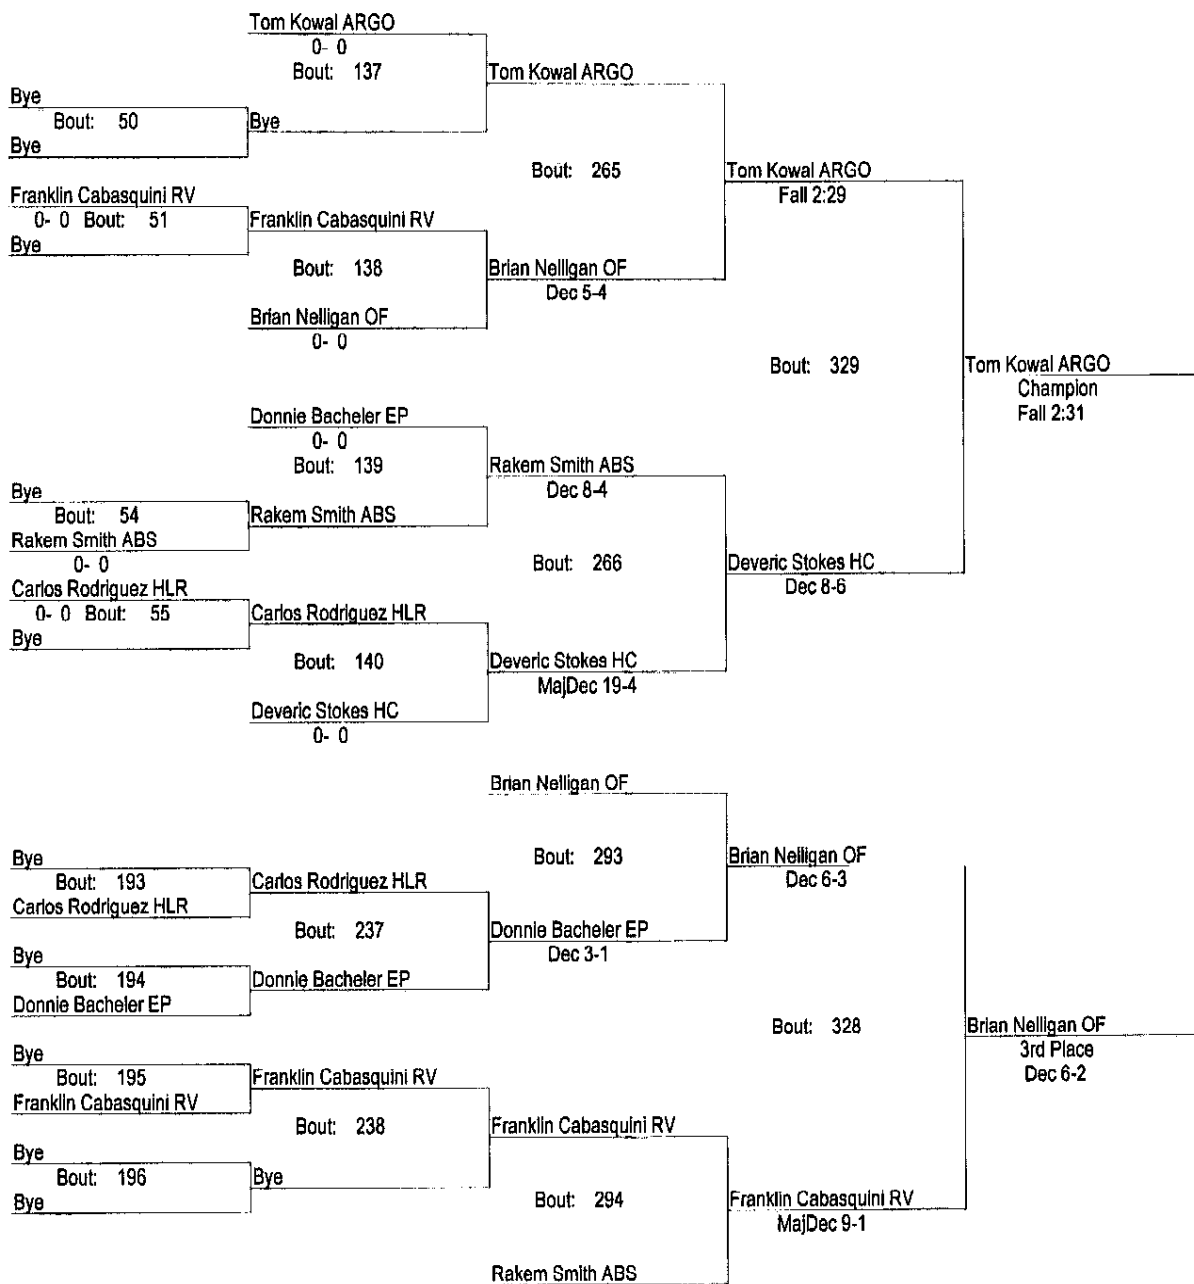 Tom Kowal ARGO
0- 0
Bout: 137
Tom Kowal ARGO
Bye
Bout: 50
Bye
Bye
Bout: 265
Tom Kowal ARGO
Fall 2:29
Franklin Cabasquini RV
0- 0 Bout: 51
Bye
Franklin Cabasquini RV
Bout: 138
Brian Nelligan OF
Dec 5-4
Brian Nelligan OF
0- 0
Bout: 329
Tom Kowal ARGO
Champion
Fall 2:31
Donnie Bacheler EP
0- 0
Bout: 139
Rakem Smith ABS
Dec 8-4
Bye
Bout: 54
Rakem Smith ABS
Rakem Smith ABS
0- 0
Bout: 266
Deveric Stokes HC
Dec 8-6
Carlos Rodriguez HLR
0- 0 Bout: 55
Bye
Carlos Rodriguez HLR
Bout: 140
Deveric Stokes HC
MajDec 19-4
Deveric Stokes HC
0- 0
Brian Nelligan OF
Bout: 293
Brian Nelligan OF
Dec 6-3
Bye
Bout: 193
Carlos Rodriguez HLR
Carlos Rodriguez HLR
Bout: 237
Donnie Bacheler EP
Dec 3-1
Bye
Bout: 194
Donnie Bacheler EP
Donnie Bacheler EP
Bout: 328
Brian Nelligan OF
3rd Place
Dec 6-2
Bye
Bout: 195
Franklin Cabasquini RV
Franklin Cabasquini RV
Bout: 238
Franklin Cabasquini RV
Bye
Bout: 196
Bye
Bye
Bout: 294
Franklin Cabasquini RV
MajDec 9-1
Rakem Smith ABS